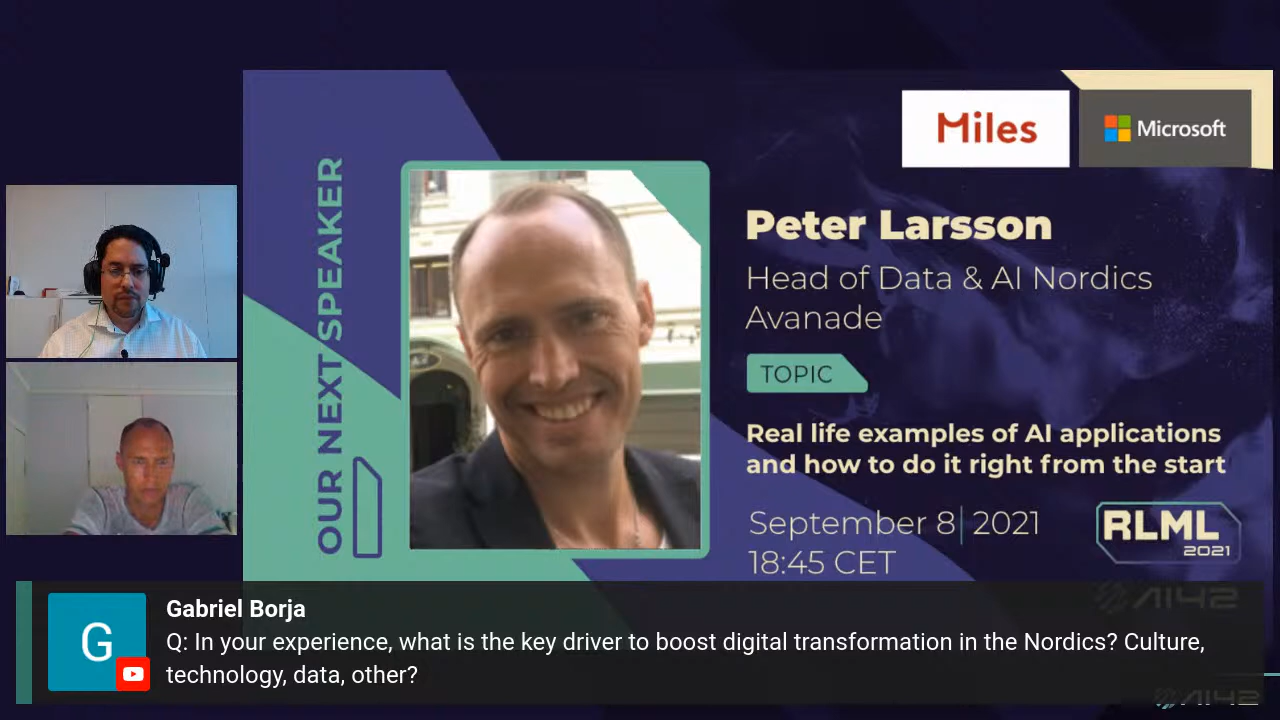 OUR NEXT SPEAKER
Miles
Microsoft
Peter Larsson
Head of Data & AI Nordics
Avanade
TOPIC
Real life examples of AI applications
and how to do it right from the start
September 8 2021
18:45 CET
RLML
2021
AI42
G
Gabriel Borja
Q: In your experience, what is the key driver to boost digital transformation in the Nordics? Culture,
technology, data, other?
AI42